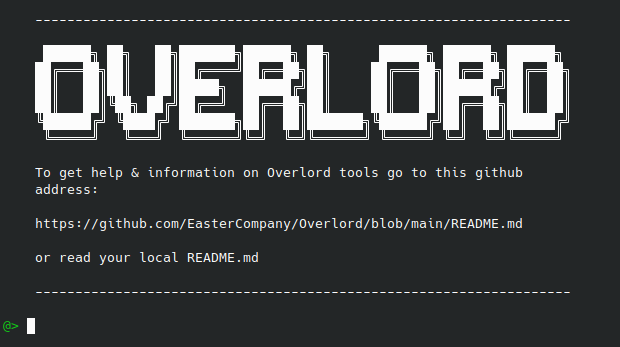 ----------------------------------------------------------------------
OVERLORD
To get help & information on Overlord tools go to this github
address:
https://github.com/EasterCompany/Overlord/blob/main/README.md
or read your local README.md
----------------------------------------------------------------------
@>